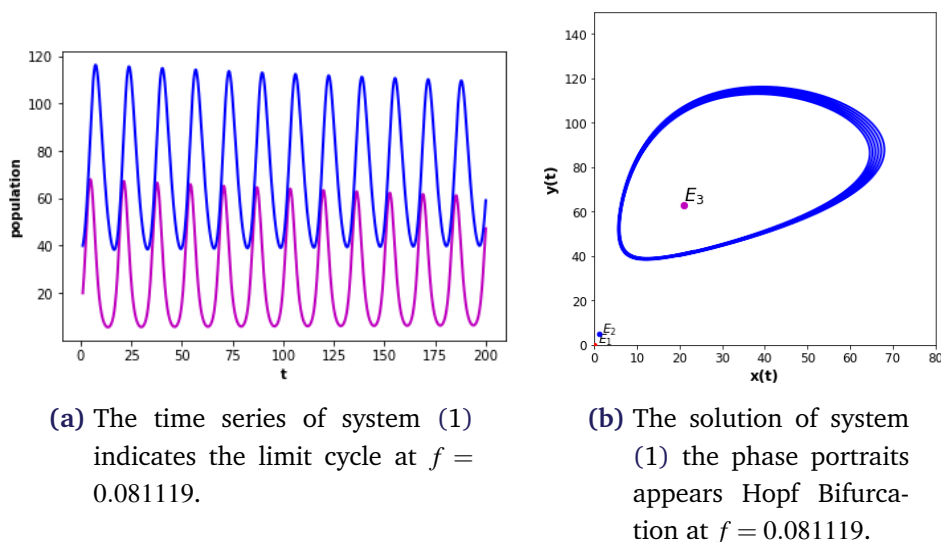 120
100
80
60
40
20
population
0
25
50
75
100
125
150
175
200
t
140
120
100
80
60
40
20
0
y(t)
E3
E2
E1
0
10
20
30
40
50
60
70
80
x(t)
(a) The time series of system (1)
indicates the limit cycle at f =
0.081119.
(b) The solution of system
(1) the phase portraits
appears Hopf Bifurca-
tion at f = 0.081119.